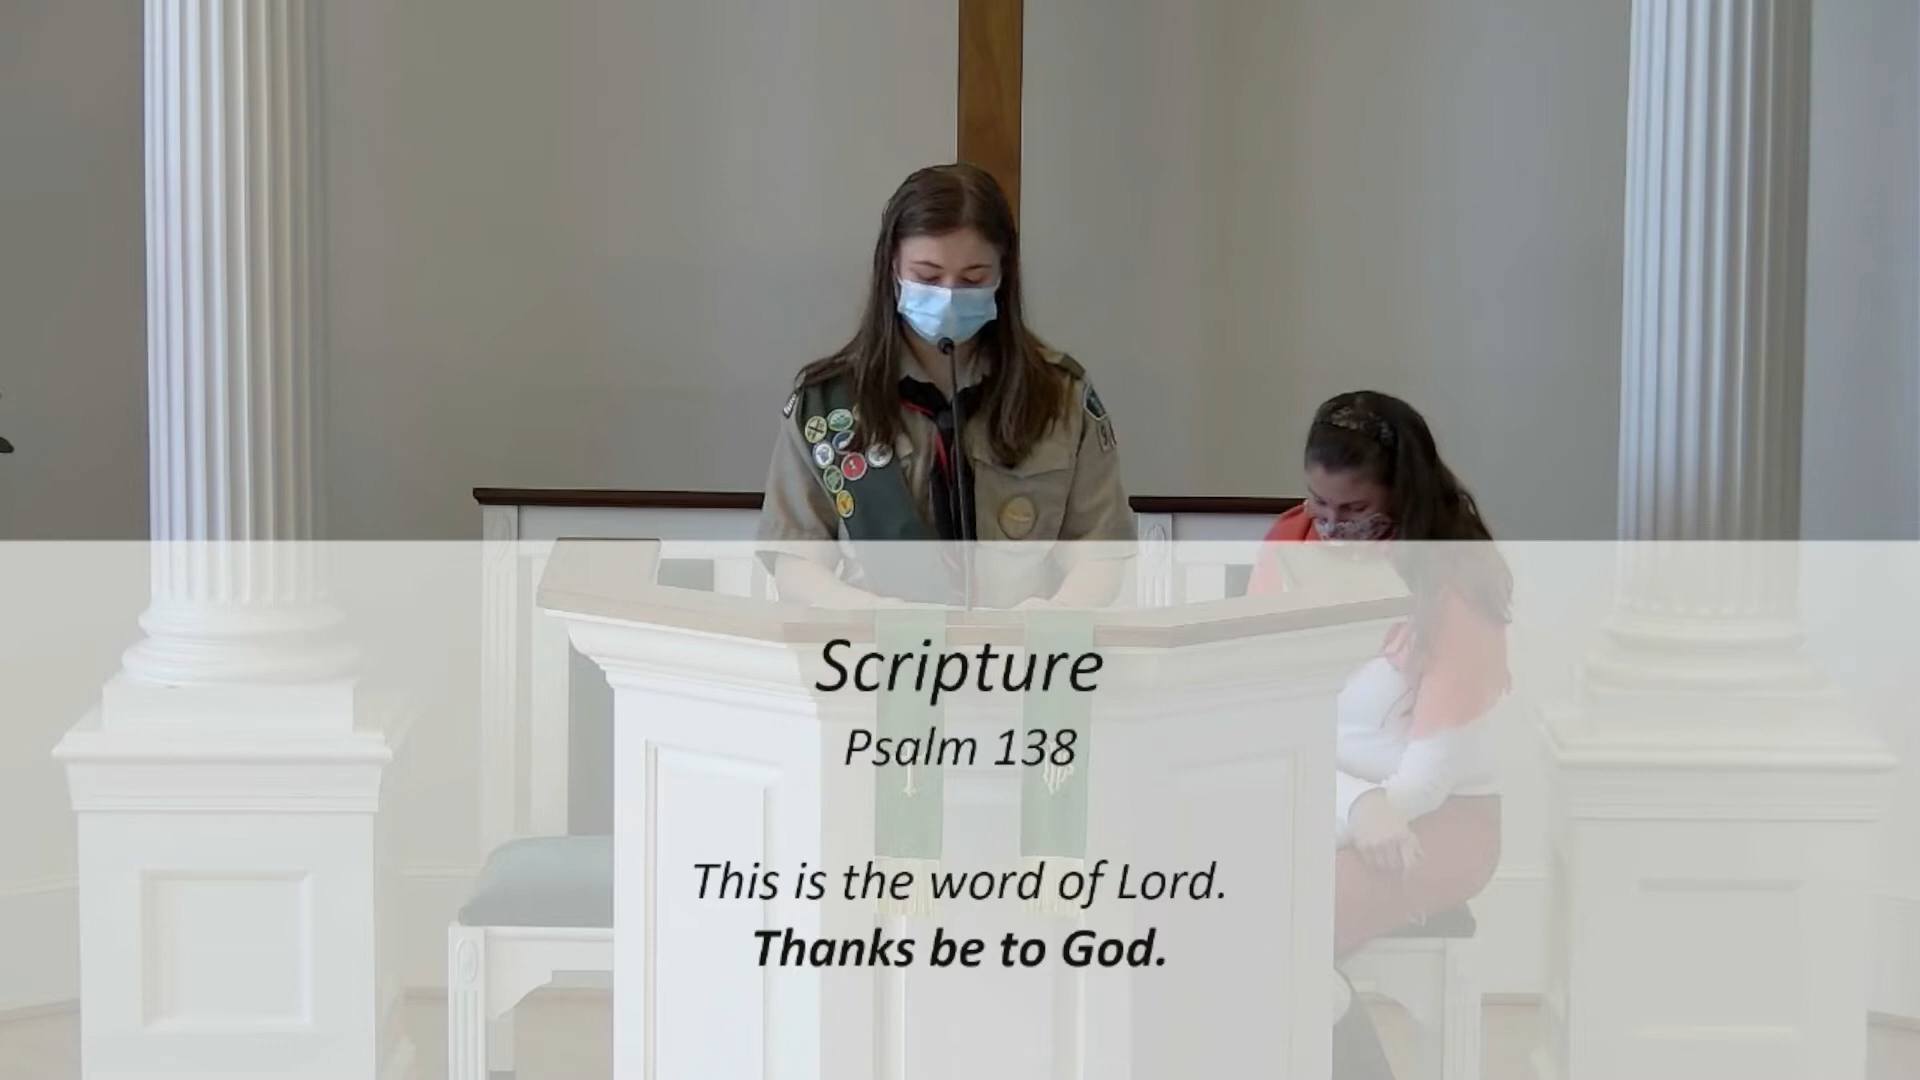 Scripture
Psalm 138
This is the word of Lord.
Thanks be to God.